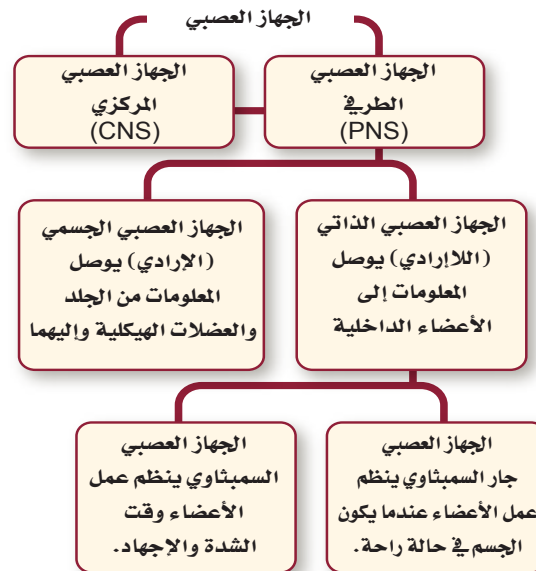 الجهاز العصبي
الجهاز العصبي
الطرفي
(PNS)
الجهاز العصبي
المركزي
(CNS)
الجهاز العصبي الذاتي
(اللاإرادي) يوصل
المعلومات إلى
الأعضاء الداخلية
الجهاز العصبي الجسمي
(الإرادي) يوصل
المعلومات من الجلد
والعضلات الهيكلية وإليهما
الجهاز العصبي
جار السمبثاوي ينظم
عمل الأعضاء عندما يكون
الجسم في حالة راحة.
الجهاز العصبي
السمبثاوي ينظم عمل
الأعضاء وقت
الشدة والإجهاد.